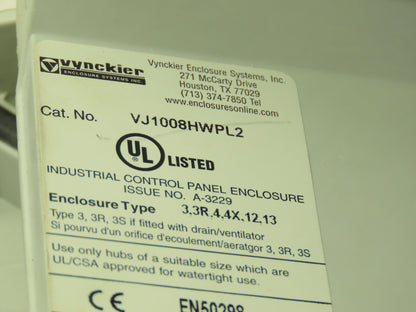 vynckier
ENCLOSURE SYSTEMS INC.
Vynckier Enclosure Systems, Inc.
271 McCarty Drive
Houston, TX 77029
(713) 374-7850 Tel
www.enclosuresonline.com
Cat. No. VJ1008HWPL2
UL LISTED
INDUSTRIAL CONTROL PANEL ENCLOSURE
ISSUE NO. A-3229
Enclosure Type 3,3R,4,4X,12,13
Type 3, 3R, 3S if fitted with drain/ventilator
Si pourvu d'un orifice d'ecoulement/aeratgor 3, 3R, 3S
Use only hubs of a suitable size which are
UL/CSA approved for watertight use.
CE EN50298